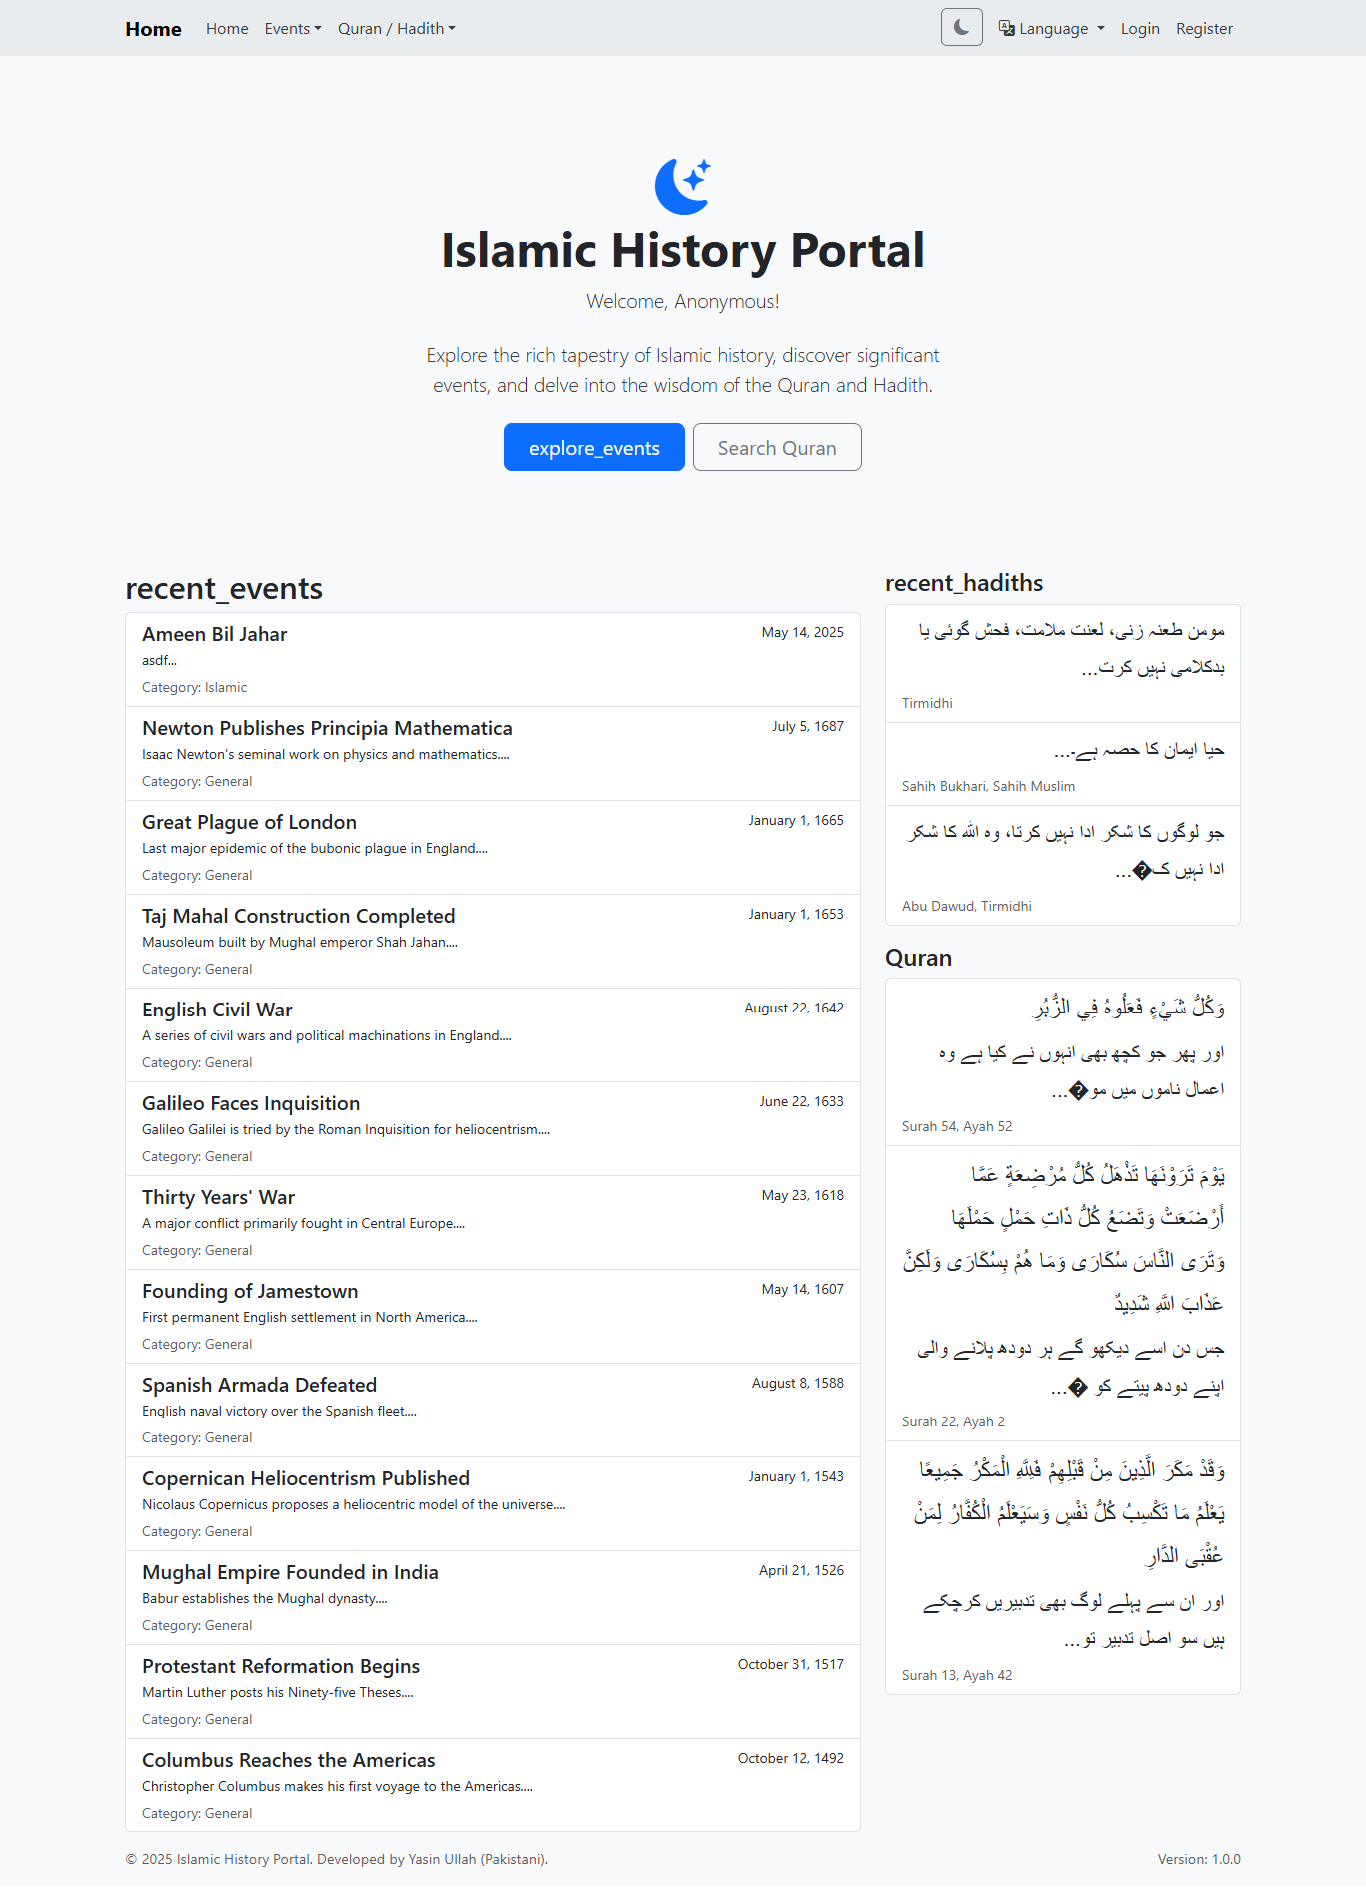 Home
Home
Events
Quran / Hadith
Language
Login
Register
Islamic History Portal
Welcome, Anonymous!
Explore the rich tapestry of Islamic history, discover significant
events, and delve into the wisdom of the Quran and Hadith.
explore_events
Search Quran
recent_events
Ameen Bil Jahar
May 14, 2025
asdf...
Category: Islamic
Newton Publishes Principia Mathematica
July 5, 1687
Isaac Newton's seminal work on physics and mathematics....
Category: General
Great Plague of London
January 1, 1665
Last major epidemic of the bubonic plague in England....
Category: General
Taj Mahal Construction Completed
January 1, 1653
Mausoleum built by Mughal emperor Shah Jahan....
Category: General
English Civil War
August 22, 1642
A series of civil wars and political machinations in England....
Category: General
Galileo Faces Inquisition
June 22, 1633
Galileo Galilei is tried by the Roman Inquisition for heliocentrism....
Category: General
Thirty Years' War
May 23, 1618
A major conflict primarily fought in Central Europe....
Category: General
Founding of Jamestown
May 14, 1607
First permanent English settlement in North America....
Category: General
Spanish Armada Defeated
August 8, 1588
English naval victory over the Spanish fleet....
Category: General
Copernican Heliocentrism Published
January 1, 1543
Nicolaus Copernicus proposes a heliocentric model of the universe....
Category: General
Mughal Empire Founded in India
April 21, 1526
Babur establishes the Mughal dynasty....
Category: General
Protestant Reformation Begins
October 31, 1517
Martin Luther posts his Ninety-five Theses....
Category: General
Columbus Reaches the Americas
October 12, 1492
Christopher Columbus makes his first voyage to the Americas....
Category: General
recent_hadiths
مومن طعنہ زنی، لعنت ملامت، فحش گوئی یا
بدکلامی نہیں کرت...
Tirmidhi
حیا ایمان کا حصہ ہے۔...
Sahih Bukhari, Sahih Muslim
جو لوگوں کا شکر ادا نہیں کرتا، وہ اللہ کا شکر
ادا نہیں ک�...
Abu Dawud, Tirmidhi
Quran
وَكُلُّ شَيْءٍ فَعَلُوهُ فِي الزُّبُرِ
اور پھر جو کچھ بھی انہوں نے کیا ہے وہ
اعمال ناموں میں مو�...
Surah 54, Ayah 52
يَوْمَ تَرَوْنَهَا تَذْهَلُ كُلُّ مُرْضِعَةٍ عَمَّا
أَرْضَعَتْ وَتَضَعُ كُلُّ ذَاتِ حَمْلٍ حَمْلَهَا
وَتَرَى النَّاسَ سُكَارَى وَمَا هُمْ بِسُكَارَى وَلَكِنَّ
عَذَابَ اللَّهِ شَدِيدٌ
جس دن اسے دیکھو گے ہر دودھ پلانے والی
اپنے دودھ پیتے کو �...
Surah 22, Ayah 2
وَقَدْ مَكَرَ الَّذِينَ مِنْ قَبْلِهِمْ فَلِلَّهِ الْمَكْرُ جَمِيعًا
يَعْلَمُ مَا تَكْسِبُ كُلُّ نَفْسٍ وَسَيَعْلَمُ الْكُفَّارُ لِمَنْ
عُقْبَى الدَّارِ
اور ان سے پہلے لوگ بھی تدبیریں کرچکے
ہیں سو اصل تدبیر تو...
Surah 13, Ayah 42
© 2025 Islamic History Portal. Developed by Yasin Ullah (Pakistani).
Version: 1.0.0